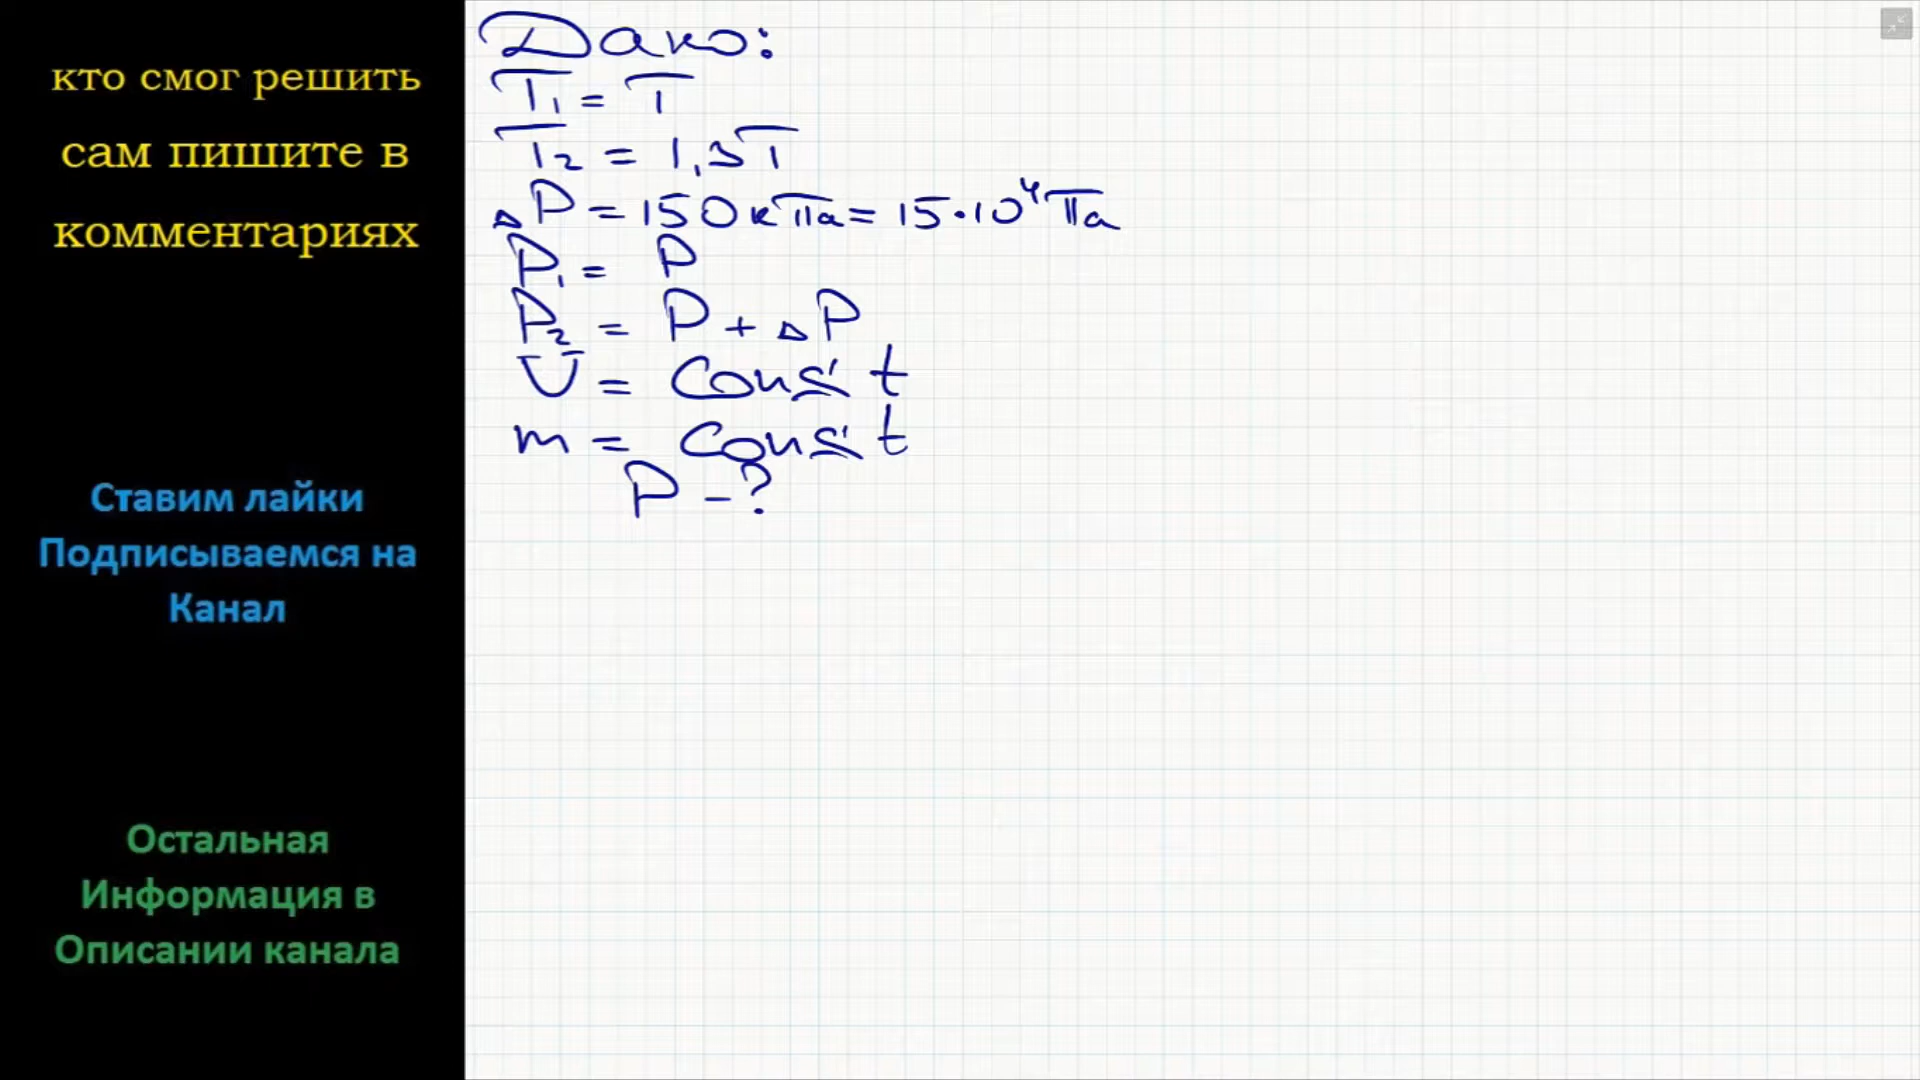 кто смог решить
сам пишите в
комментариях
Ставим лайки
Подписываемся на
Канал
Остальная
Информация в
Описании канала
Дано:
T₁ = T
T₂ = 1,3T
ΔP = 150 кПа = 15·10⁴ Па
P₁ = P
P₂ = P + ΔP
V = const
m = const
P - ?